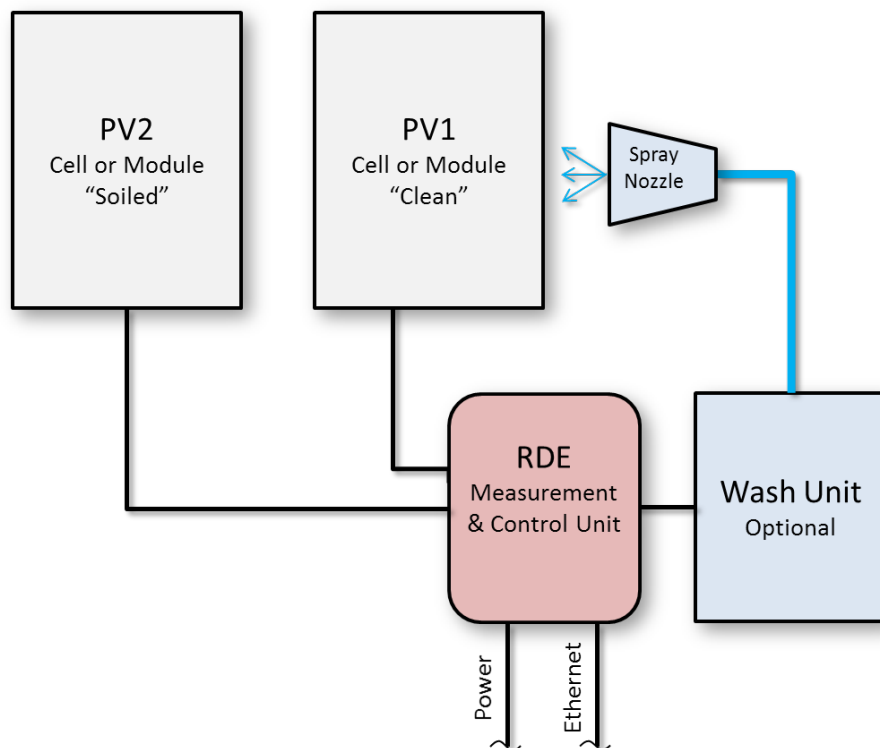 PV2
Cell or Module
“Soiled”
PV1
Cell or Module
“Clean”
Spray
Nozzle
RDE
Measurement
& Control Unit
Wash Unit
Optional
Power
Ethernet